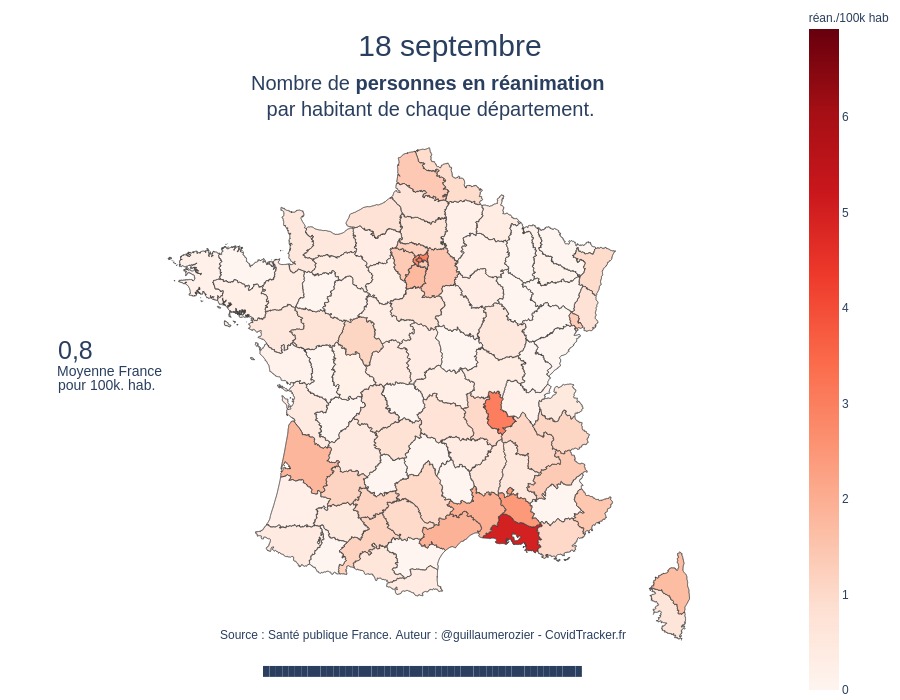 réan./100k hab
18 septembre
Nombre de personnes en réanimation
par habitant de chaque département.
6
5
4
3
2
1
0
0,8
Moyenne France
pour 100k. hab.
Source : Santé publique France. Auteur : @guillaumerozier - CovidTracker.fr